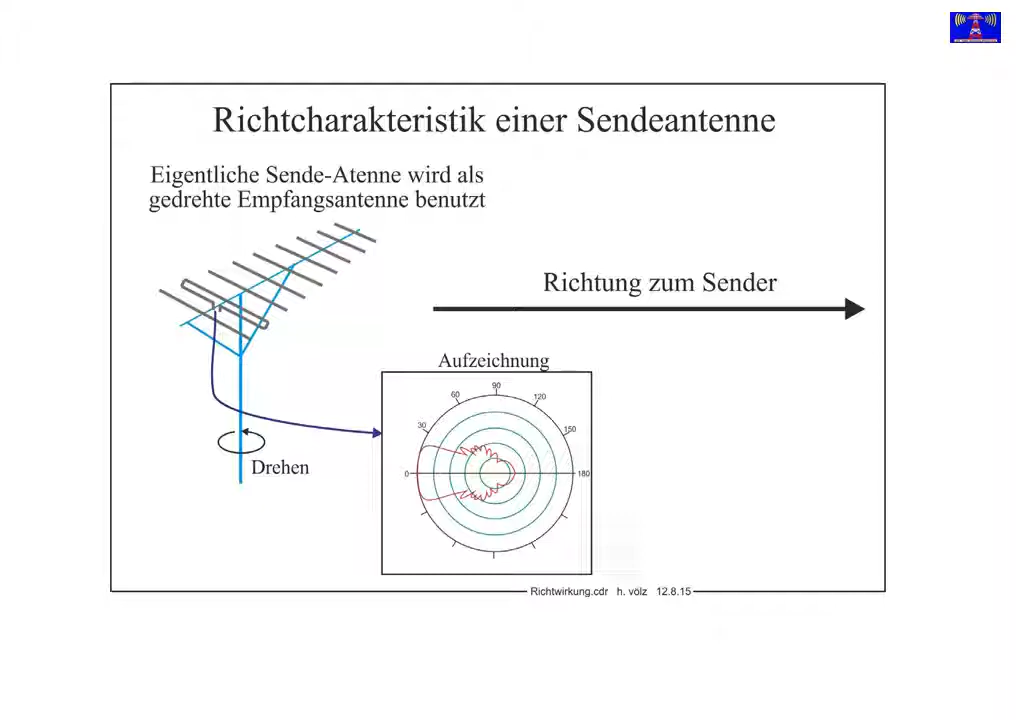 Richtcharakteristik einer Sendeantenne
Eigentliche Sende-Atenne wird als
gedrehte Empfangsantenne benutzt
Richtung zum Sender
Aufzeichnung
90
60
120
30
150
0
180
Drehen
Richtwirkung.cdr h. völz 12.8.15